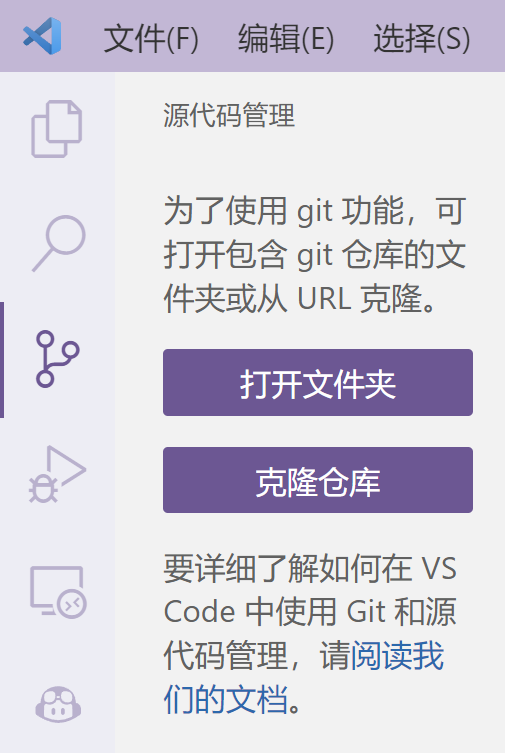 文件(F) 编辑(E) 选择(S)
源代码管理
为了使用 git 功能，可
打开包含 git 仓库的文
件夹或从 URL 克隆。
打开文件夹
克隆仓库
要详细了解如何在 VS
Code 中使用 Git 和源
代码管理，请阅读我
们的文档。